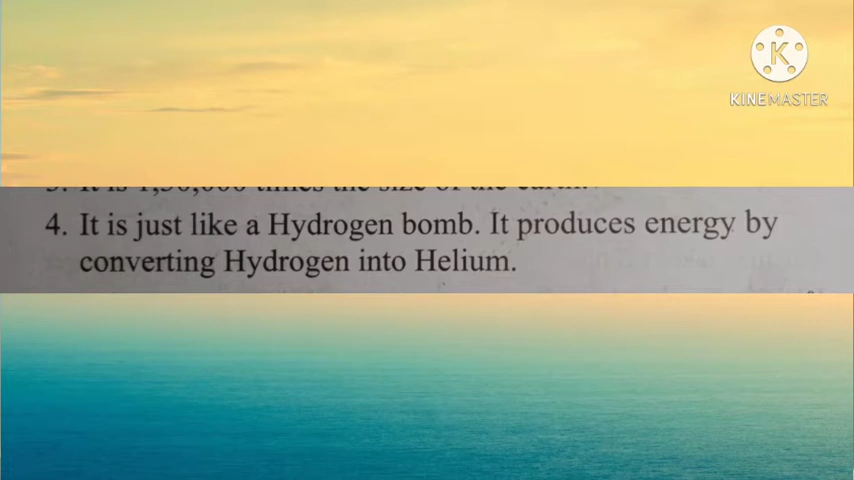 KINEMASTER
4. It is just like a Hydrogen bomb. It produces energy by
converting Hydrogen into Helium.